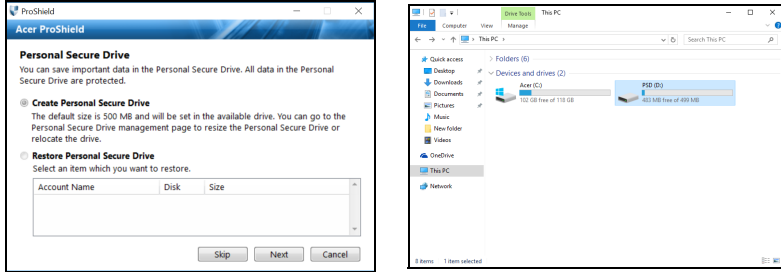 ProShield
Acer ProShield
Personal Secure Drive
You can save important data in the Personal Secure Drive. All data in the Personal
Secure Drive are protected.
Create Personal Secure Drive
The default size is 500 MB and will be set in the available drive. You can go to the
Personal Secure Drive management page to resize the Personal Secure Drive or
relocate the drive.
Restore Personal Secure Drive
Select an item which you want to restore.
Account Name Disk Size
Skip Next Cancel
Drive Tools This PC
File Computer View Manage
This PC Search This PC
Quick access
Desktop
Downloads
Documents
Pictures
Music
New folder
Videos
OneDrive
This PC
Network
Folders (6)
Devices and drives (2)
Acer (C:)
102 GB free of 118 GB
PSD (D:)
483 MB free of 499 MB
8 items 1 item selected